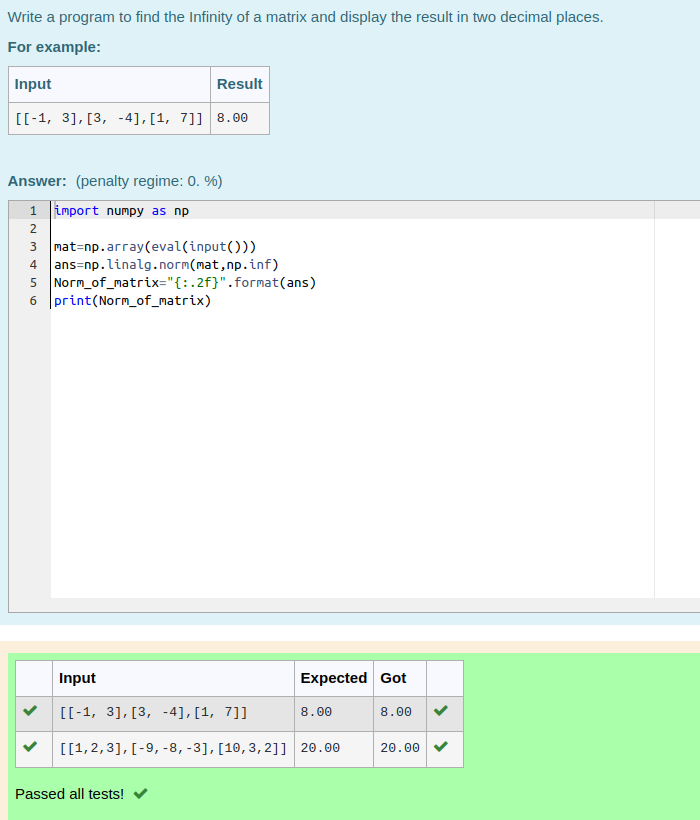 Write a program to find the Infinity of a matrix and display the result in two decimal places.
For example:
Input Result
[[-1, 3],[3, -4],[1, 7]] 8.00
Answer: (penalty regime: 0. %)
1 import numpy as np
2
3 mat=np.array(eval(input()))
4 ans=np.linalg.norm(mat,np.inf)
5 Norm_of_matrix="{:.2f}".format(ans)
6 print(Norm_of_matrix)
Input Expected Got
[[-1, 3],[3, -4],[1, 7]] 8.00 8.00
[[1,2,3],[-9,-8,-3],[10,3,2]] 20.00 20.00
Passed all tests!